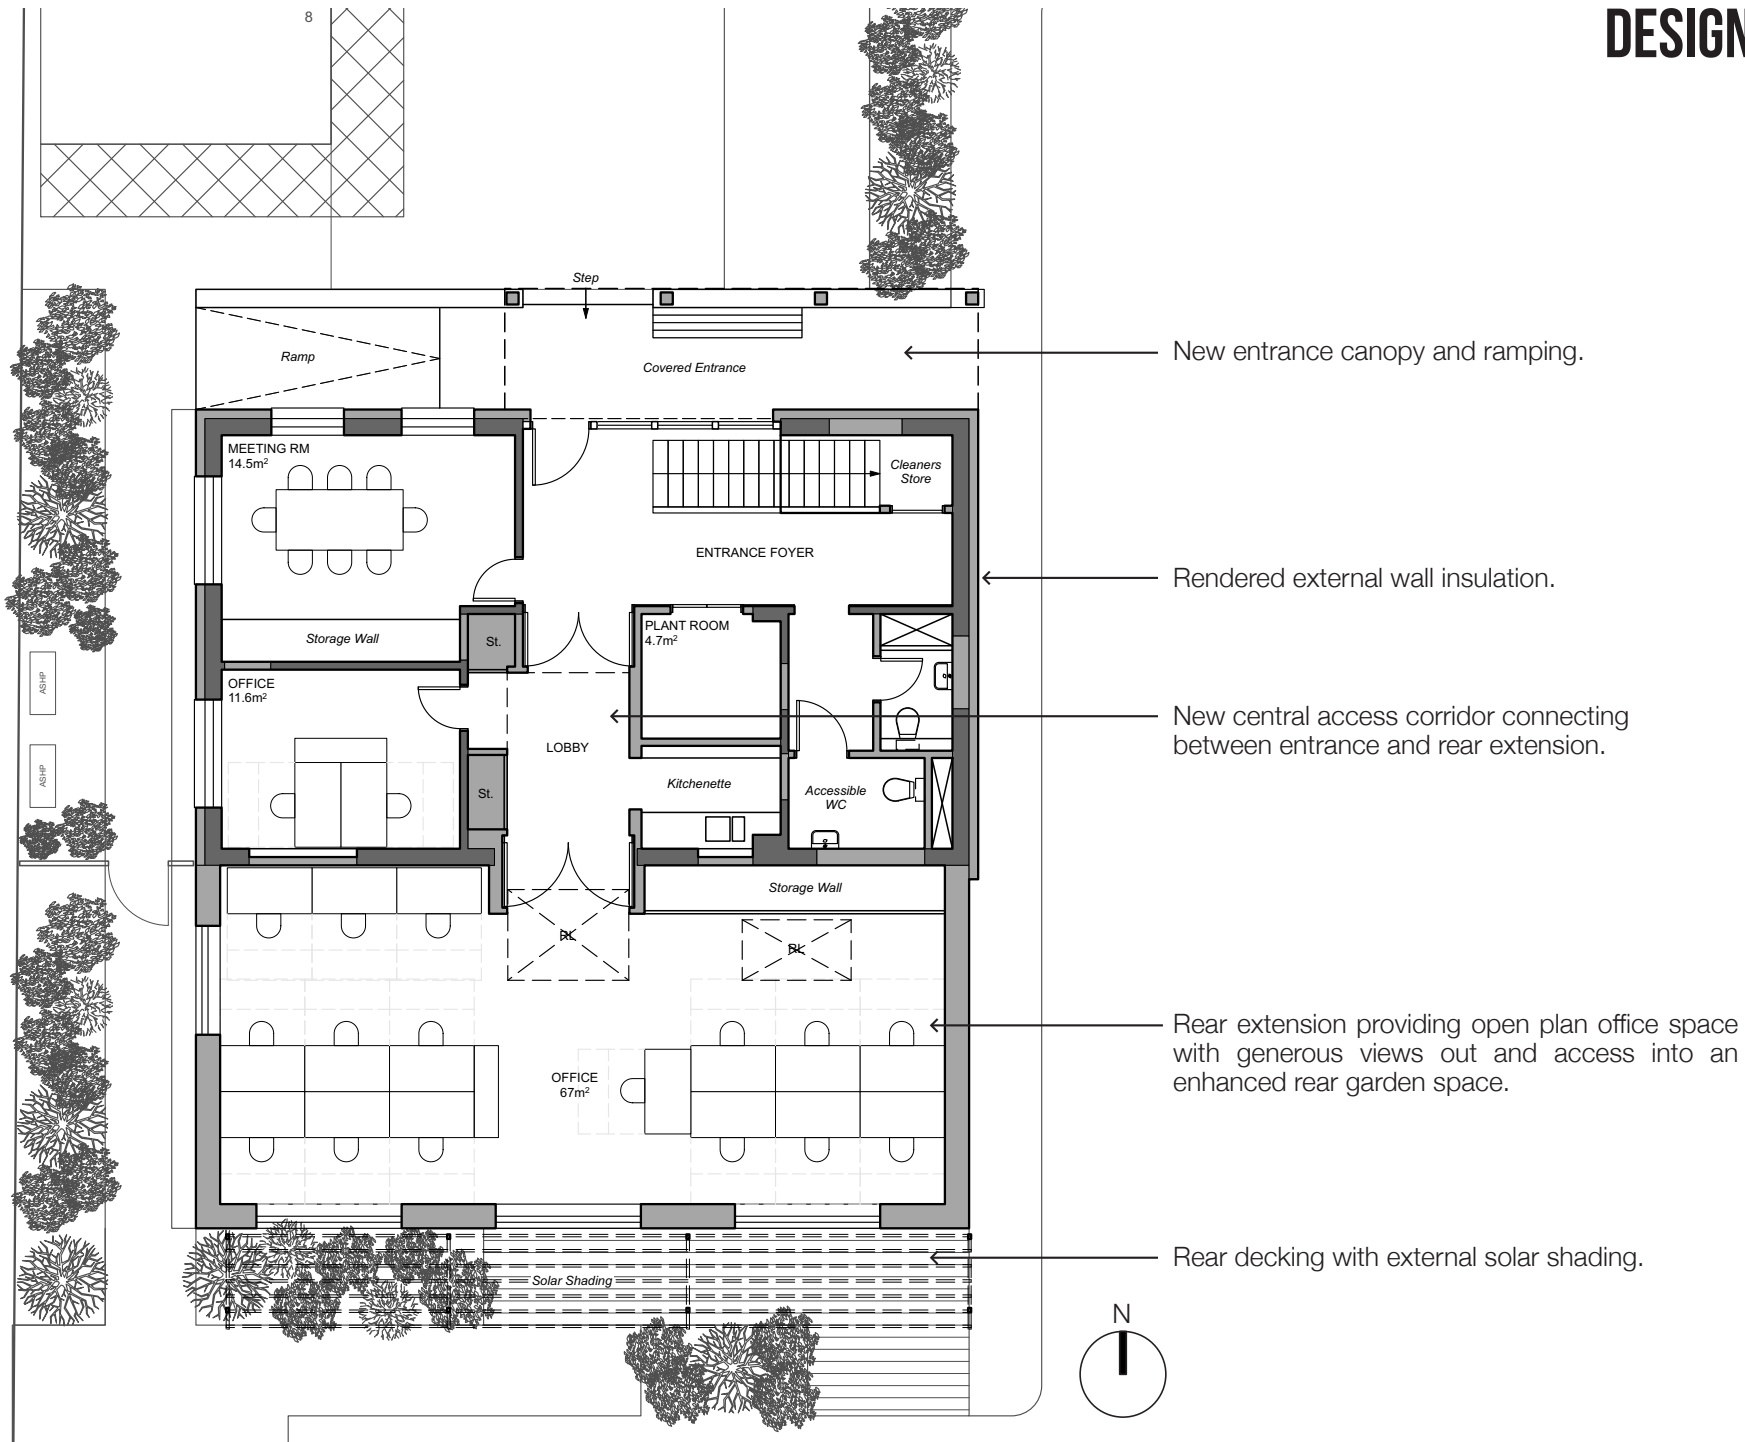 DESIGN
8
Step
Ramp
Covered Entrance
New entrance canopy and ramping.
MEETING RM
14.5m²
Cleaners
Store
ENTRANCE FOYER
Rendered external wall insulation.
Storage Wall
St.
PLANT ROOM
4.7m²
ASHP
OFFICE
11.6m²
New central access corridor connecting
between entrance and rear extension.
LOBBY
ASHP
St.
Kitchenette
Accessible
WC
Storage Wall
RL
RL
Rear extension providing open plan office space
with generous views out and access into an
enhanced rear garden space.
OFFICE
67m²
Rear decking with external solar shading.
Solar Shading
N